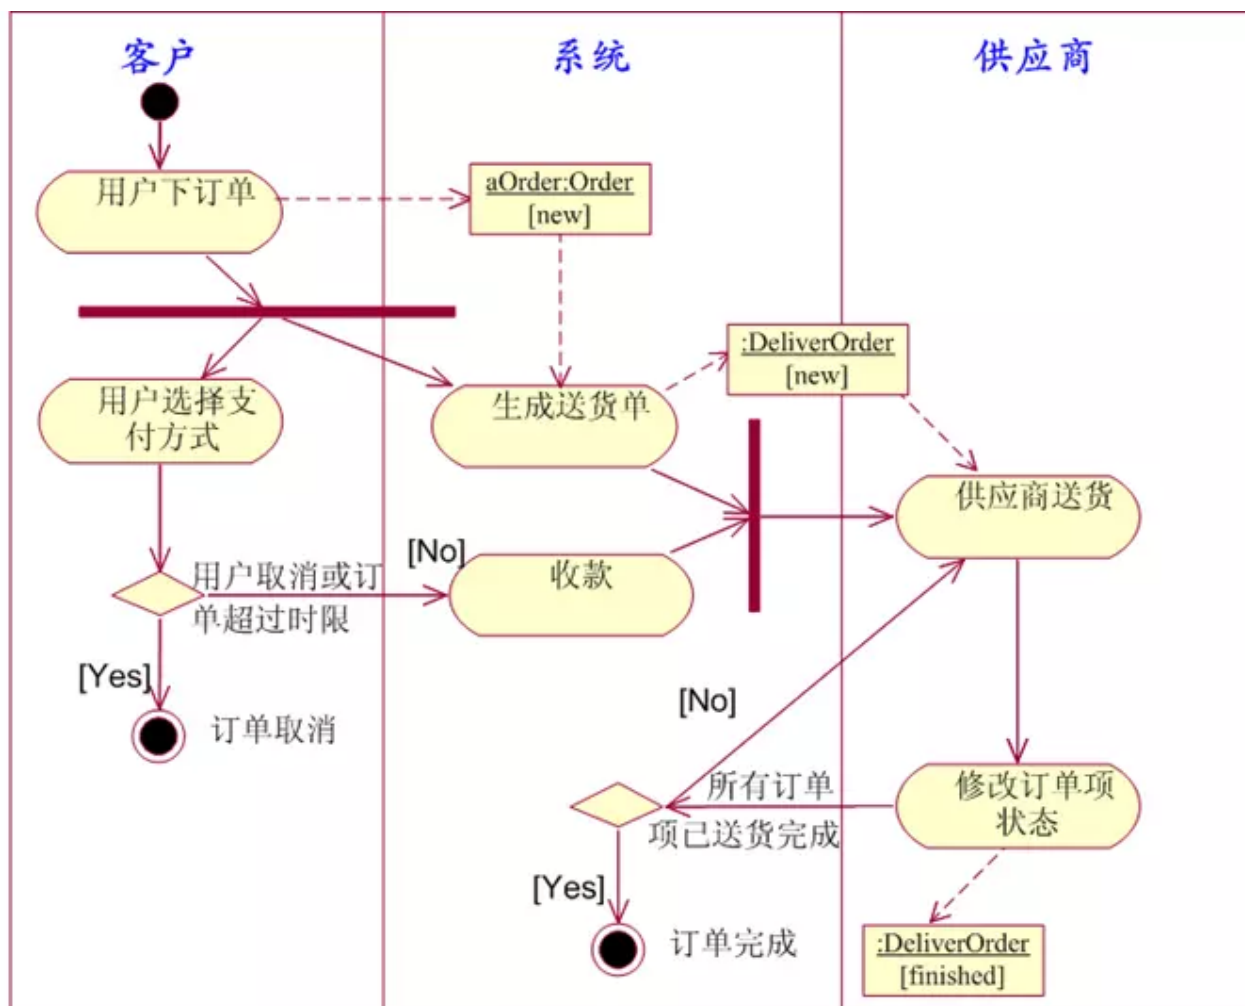 客户
系统
供应商
用户下订单
aOrder:Order
[new]
:DeliverOrder
[new]
用户选择支
付方式
生成送货单
供应商送货
[No]
用户取消或订
单超过时限
收款
[Yes]
订单取消
[No]
所有订单
项已送货完成
修改订单项
状态
[Yes]
订单完成
:DeliverOrder
[finished]